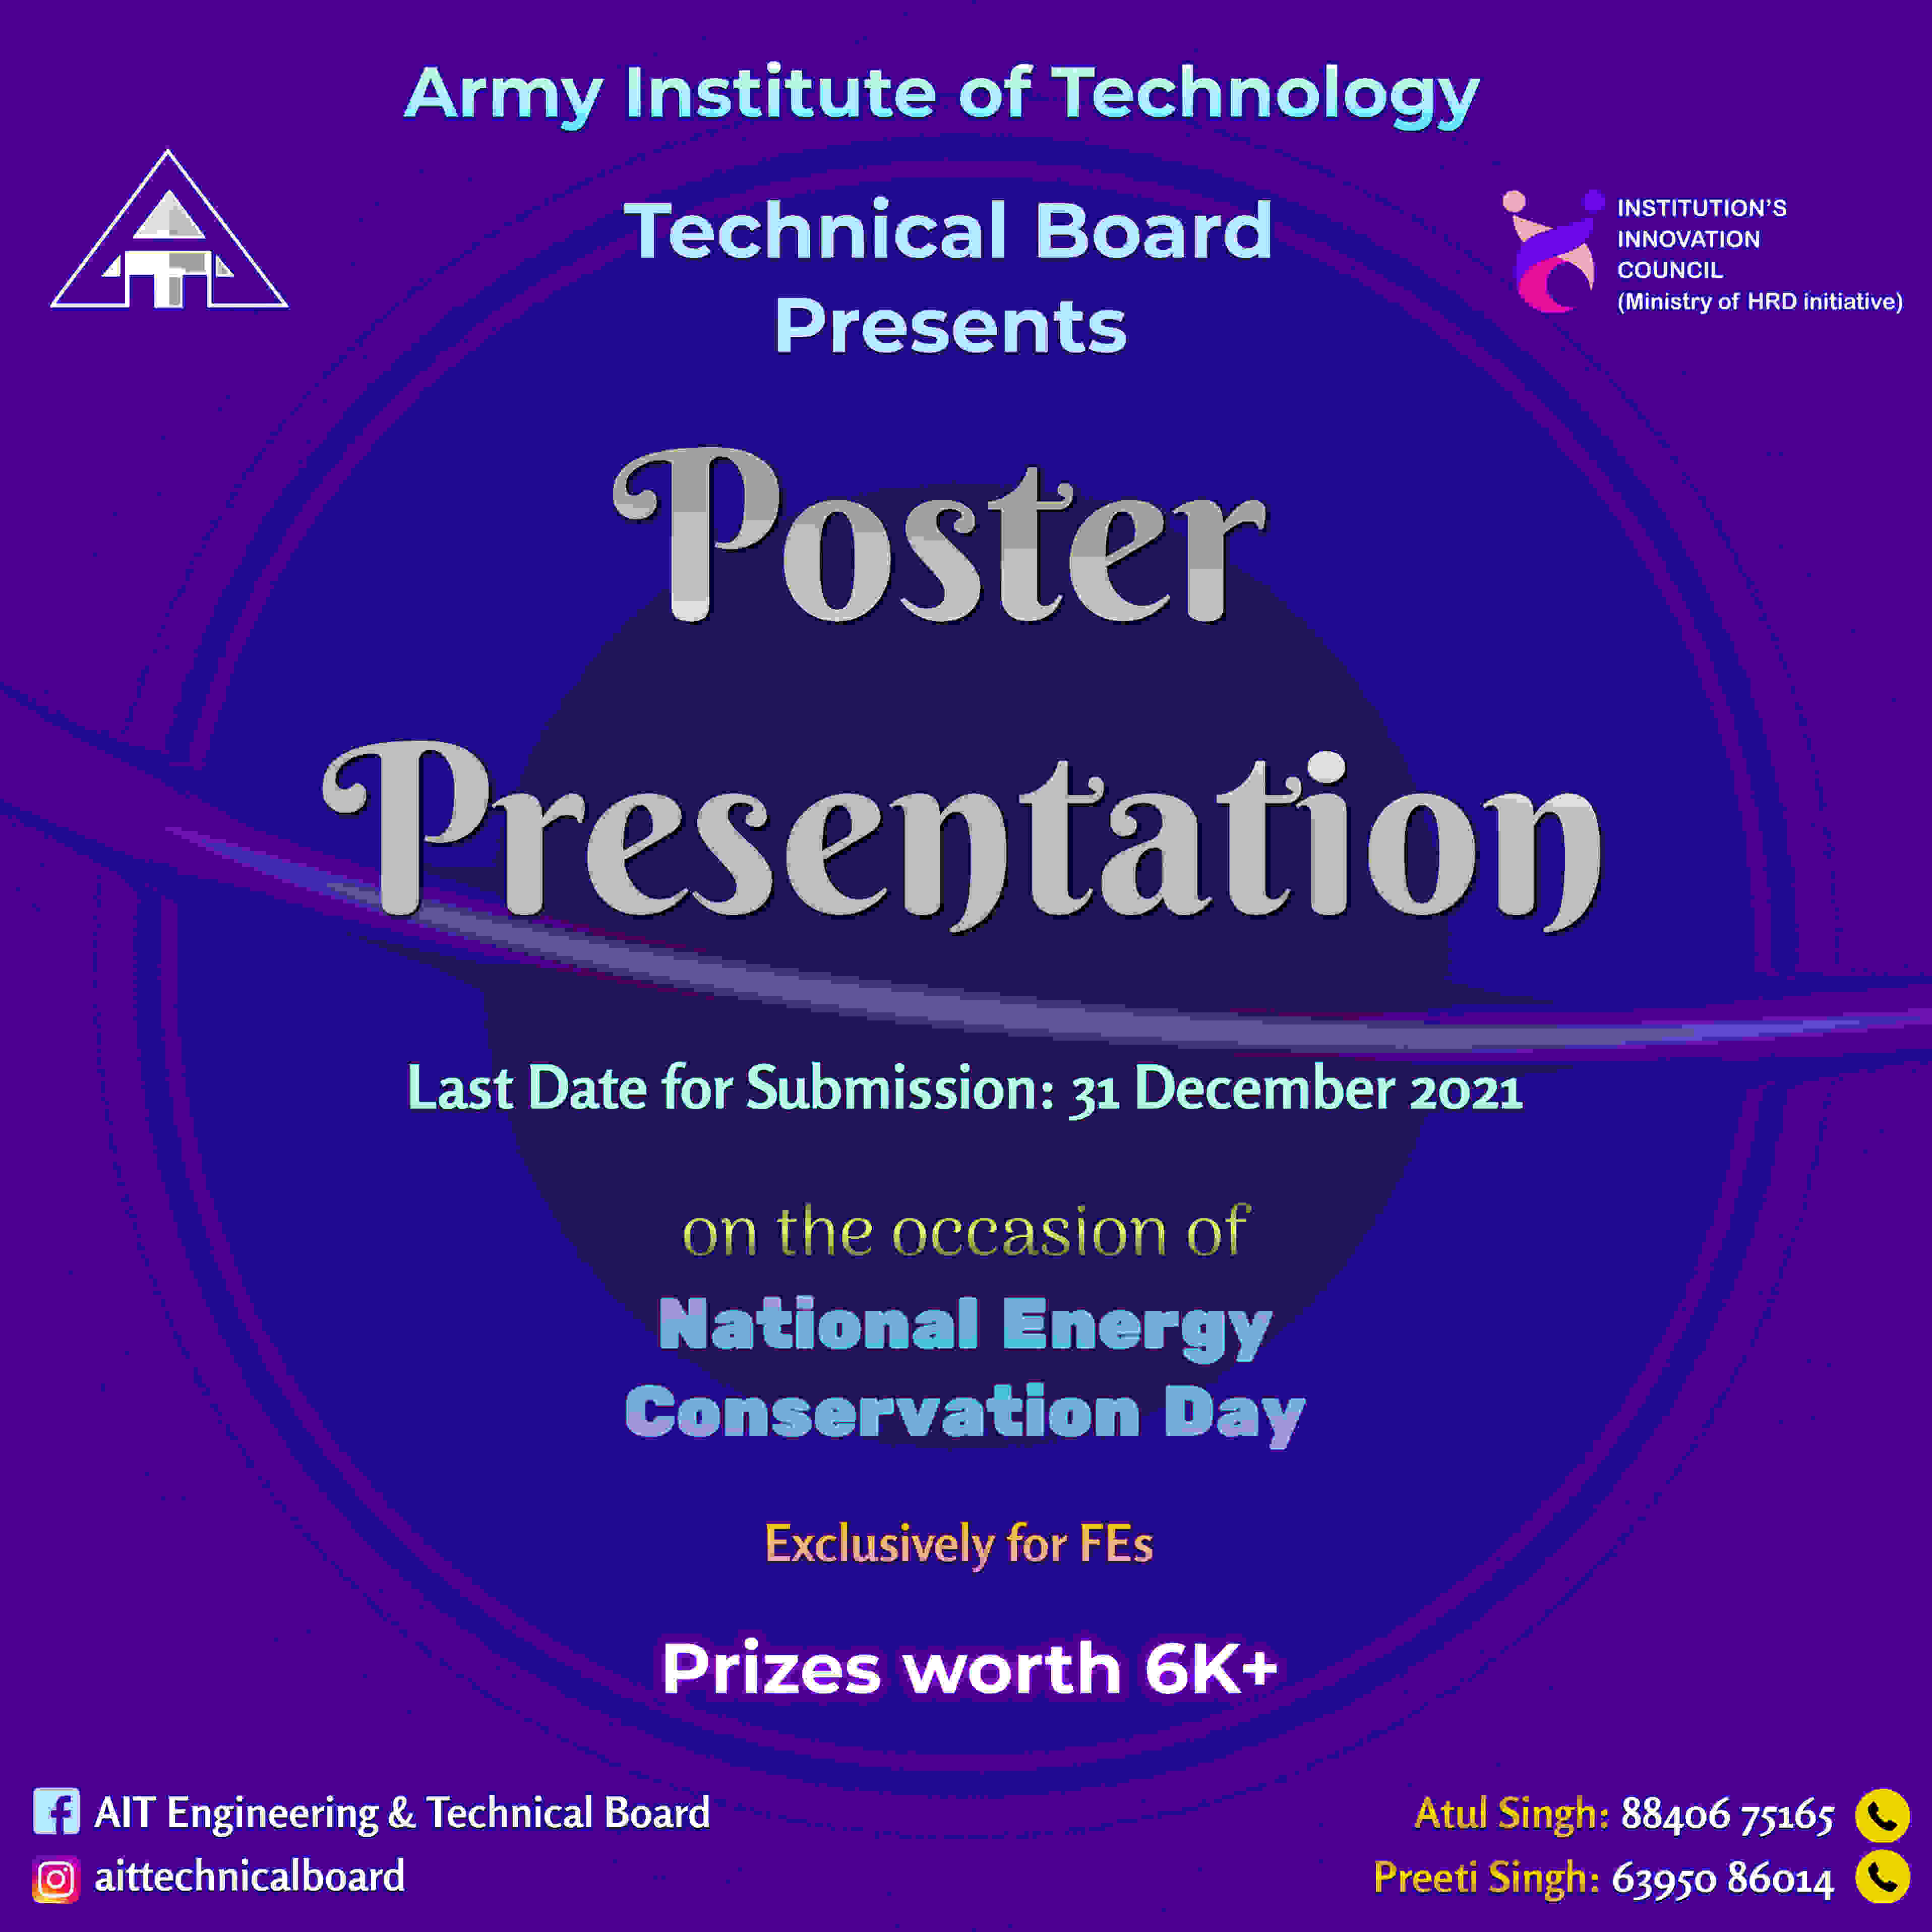 Army Institute of Technology
Technical Board
Presents
INSTITUTION'S
INNOVATION
COUNCIL
(Ministry of HRD initiative)
Poster
Presentation
Last Date for Submission: 31 December 2021
on the occasion of
National Energy
Conservation Day
Exclusively for FEs
Prizes worth 6K+
AIT Engineering & Technical Board
aittechnicalboard
Atul Singh: 88406 75165
Preeti Singh: 63950 86014